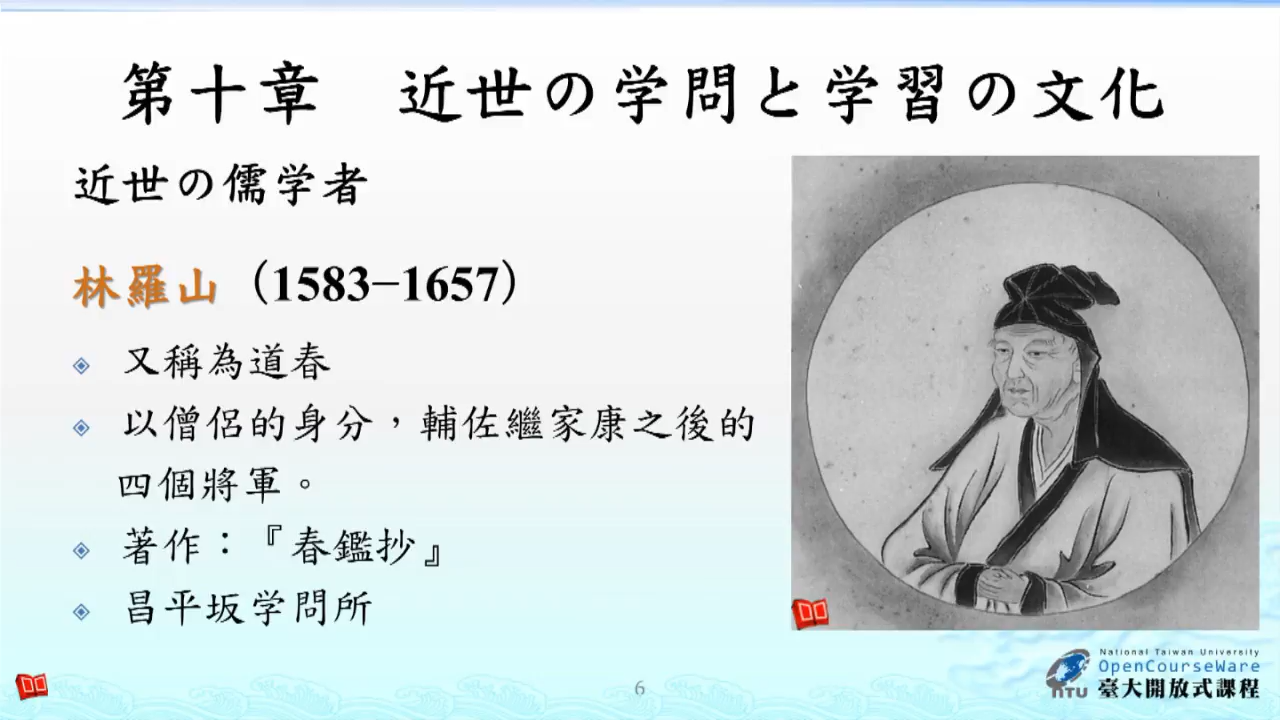 第十章　近世の学問と学習の文化
近世の儒学者
林羅山（1583–1657）
又稱為道春
以僧侶的身分，輔佐繼家康之後的
四個將軍。
著作：『春鑑抄』
昌平坂学問所
6
National Taiwan University
OpenCourseWare
NTU 臺大開放式課程